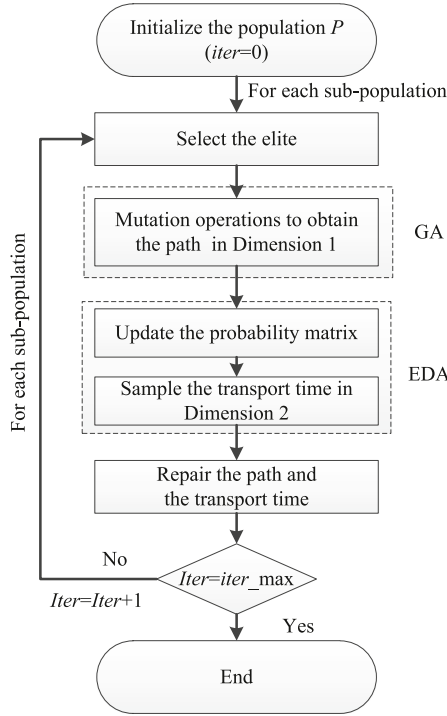 Initialize the population P
(iter=0)
For each sub-population
Select the elite
Mutation operations to obtain
the path in Dimension 1
GA
Update the probability matrix
Sample the transport time in
Dimension 2
EDA
For each sub-population
Repair the path and
the transport time
No
Iter=iter_max
Iter=Iter+1
Yes
End